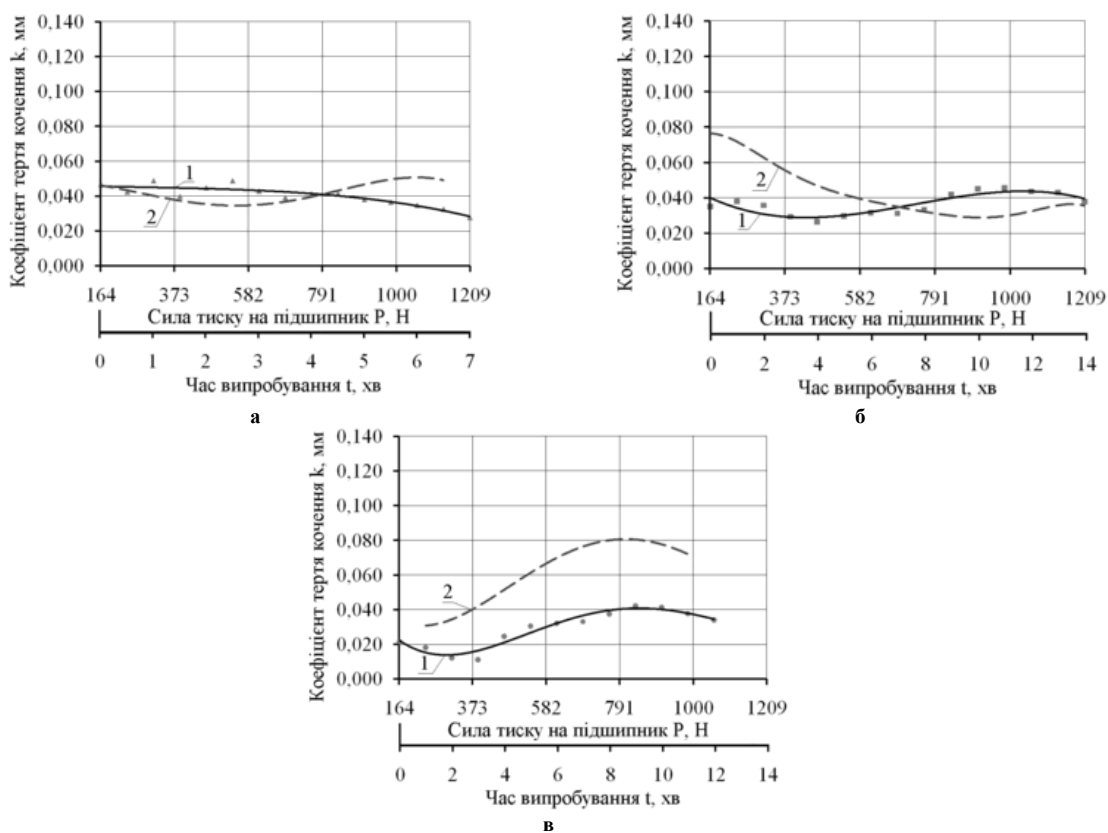 Коефіцієнт тертя кочення k, мм
0,140
0,120
0,100
0,080
0,060
0,040
0,020
0,000
1
2
164 373 582 791 1000 1209
Сила тиску на підшипник P, Н
0 1 2 3 4 5 6 7
Час випробування t, хв
а
Коефіцієнт тертя кочення k, мм
0,140
0,120
0,100
0,080
0,060
0,040
0,020
0,000
2
1
164 373 582 791 1000 1209
Сила тиску на підшипник P, Н
0 2 4 6 8 10 12 14
Час випробування t, хв
б
Коефіцієнт тертя кочення k, мм
0,140
0,120
0,100
0,080
0,060
0,040
0,020
0,000
2
1
164 373 582 791 1000 1209
Сила тиску на підшипник P, Н
0 2 4 6 8 10 12 14
Час випробування t, хв
в